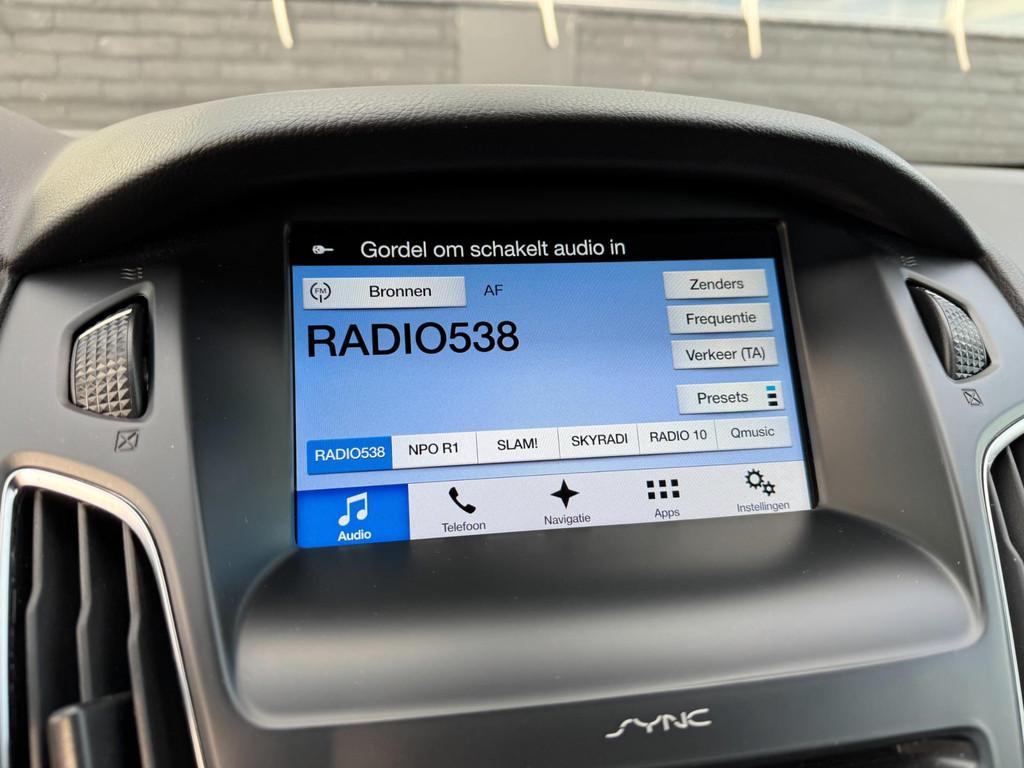 Gordel om schakelt audio in
FM
Bronnen
AF
Zenders
RADIO538
Frequentie
Verkeer (TA)
Presets
RADIO538
NPO R1
SLAM!
SKYRADI
RADIO 10
Qmusic
Audio
Telefoon
Navigatie
Apps
Instellingen
SYNC